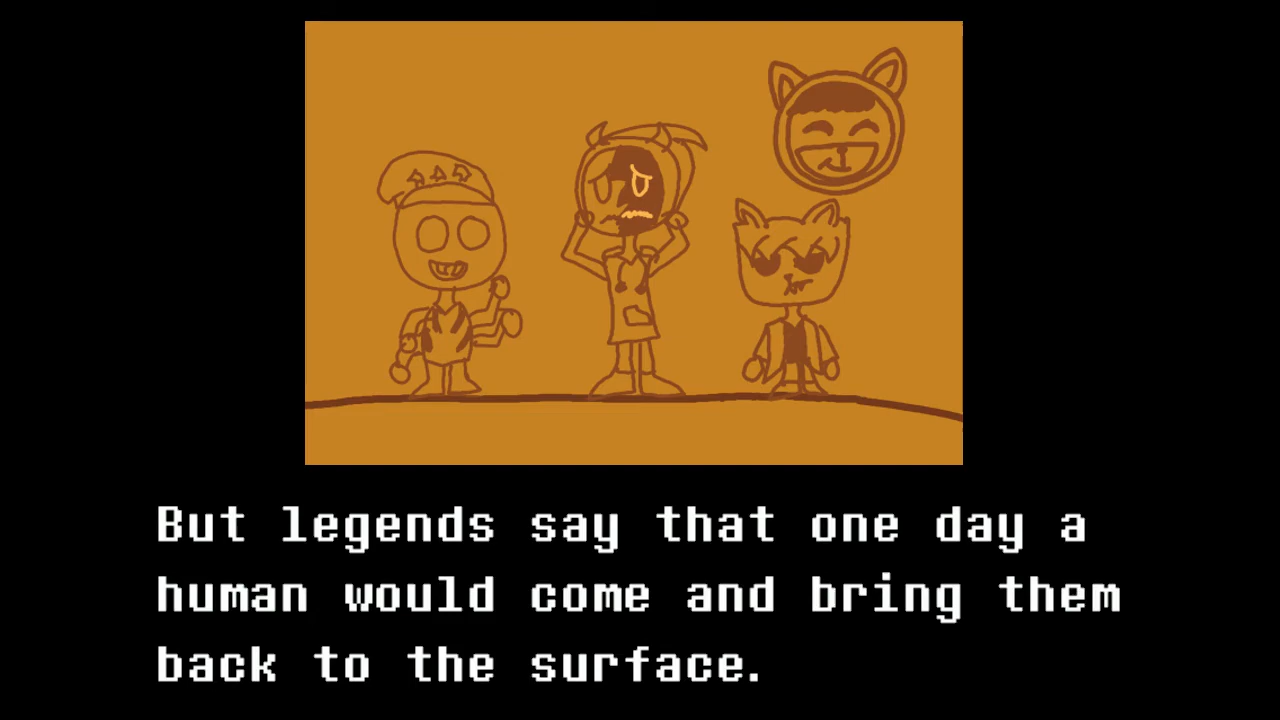 But legends say that one day a
human would come and bring them
back to the surface.